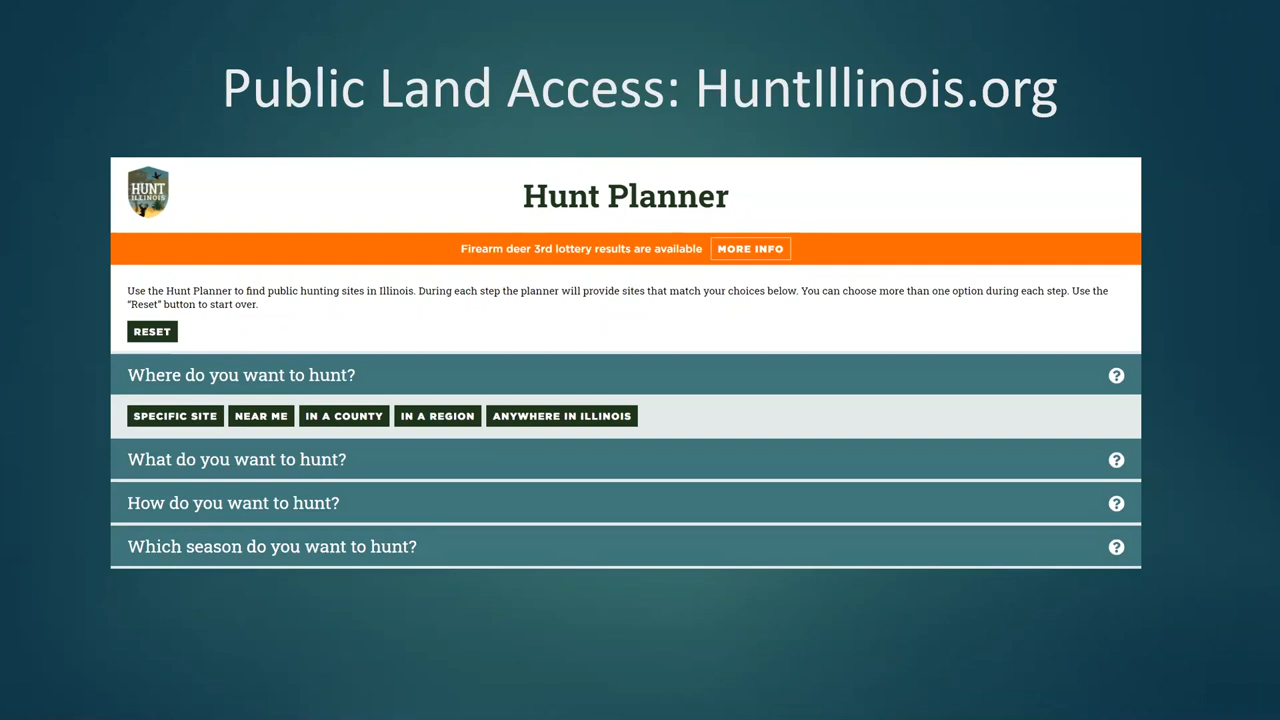 Public Land Access: HuntIllinois.org
HUNT
ILLINOIS
Hunt Planner
Firearm deer 3rd lottery results are available MORE INFO
Use the Hunt Planner to find public hunting sites in Illinois. During each step the planner will provide sites that match your choices below. You can choose more than one option during each step. Use the
“Reset” button to start over.
RESET
Where do you want to hunt? ?
SPECIFIC SITE NEAR ME IN A COUNTY IN A REGION ANYWHERE IN ILLINOIS
What do you want to hunt? ?
How do you want to hunt? ?
Which season do you want to hunt? ?